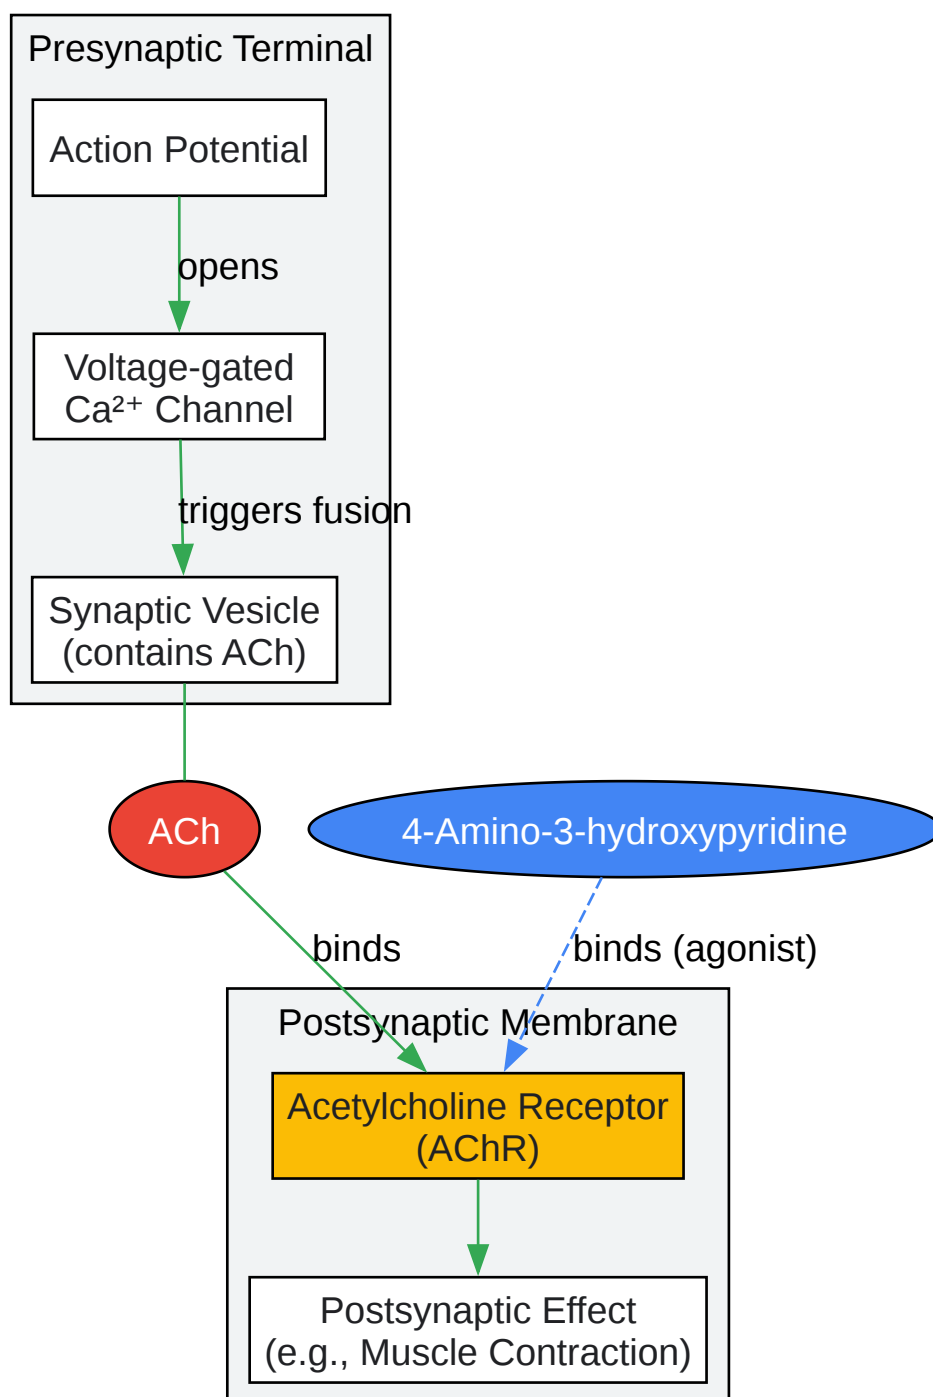 Presynaptic Terminal
Action Potential
opens
Voltage-gated
Ca²⁺ Channel
triggers fusion
Synaptic Vesicle
(contains ACh)
ACh
4-Amino-3-hydroxypyridine
binds
binds (agonist)
Postsynaptic Membrane
Acetylcholine Receptor
(AChR)
Postsynaptic Effect
(e.g., Muscle Contraction)